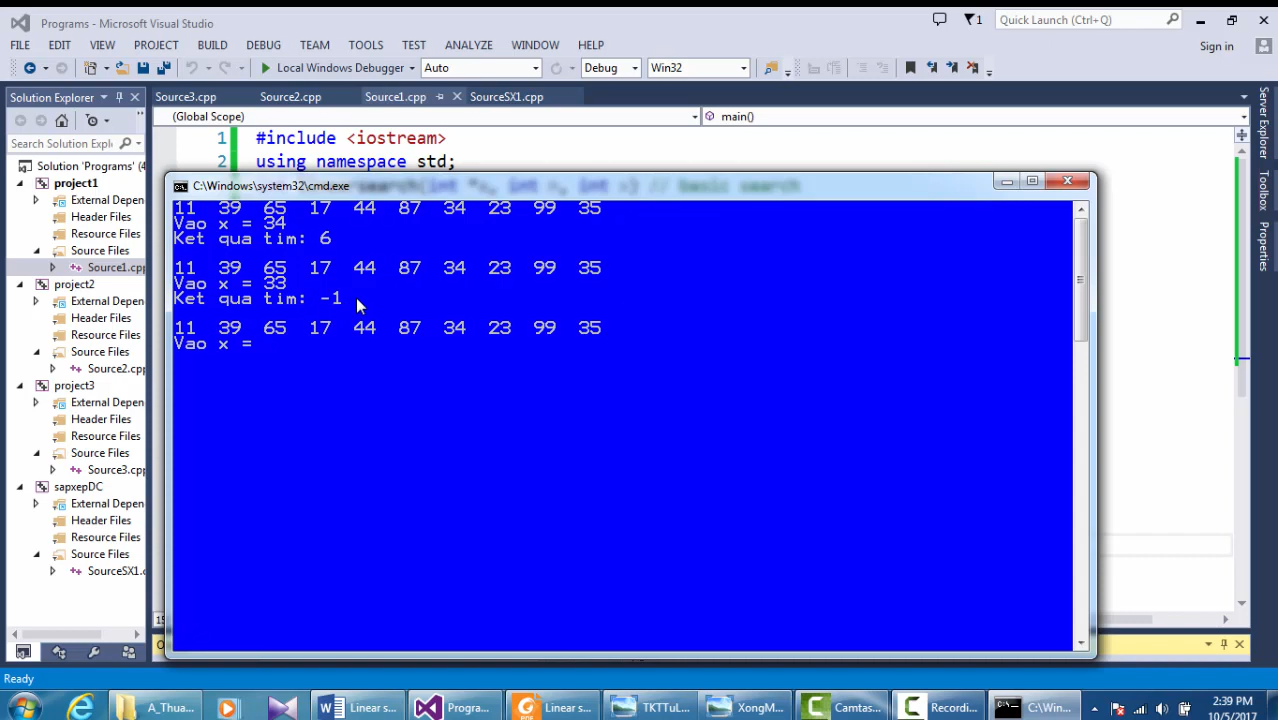 Programs - Microsoft Visual Studio
1
Quick Launch (Ctrl+Q)
FILE EDIT VIEW PROJECT BUILD DEBUG TEAM TOOLS TEST ANALYZE WINDOW HELP
Sign in
Local Windows Debugger Auto Debug Win32
Solution Explorer
Source3.cpp Source2.cpp Source1.cpp SourceSX1.cpp
(Global Scope) main()
Search Solution Expl
Solution 'Programs' (4
project1
External Depen
Header Files
Resource Files
Source Files
Source1.cpp
project2
External Depen
Header Files
Resource Files
Source Files
Source2.cpp
project3
External Depen
Header Files
Resource Files
Source Files
Source3.cpp
sapxepDC
External Depen
Header Files
Resource Files
Source Files
SourceSX1.c
1 #include <iostream>
2 using namespace std;
// basic search
C:\Windows\system32\cmd.exe
11 39 65 17 44 87 34 23 99 35
Vao x = 34
Ket qua tim: 6
11 39 65 17 44 87 34 23 99 35
Vao x = 33
Ket qua tim: -1
11 39 65 17 44 87 34 23 99 35
Vao x =
Server Explorer
Toolbox
Ready
A_Thua... Linear s... Progra... Linear s... TKTTuL... XongM... Camtas... Recordi... C:\Win...
2:39 PM
10/5/2017